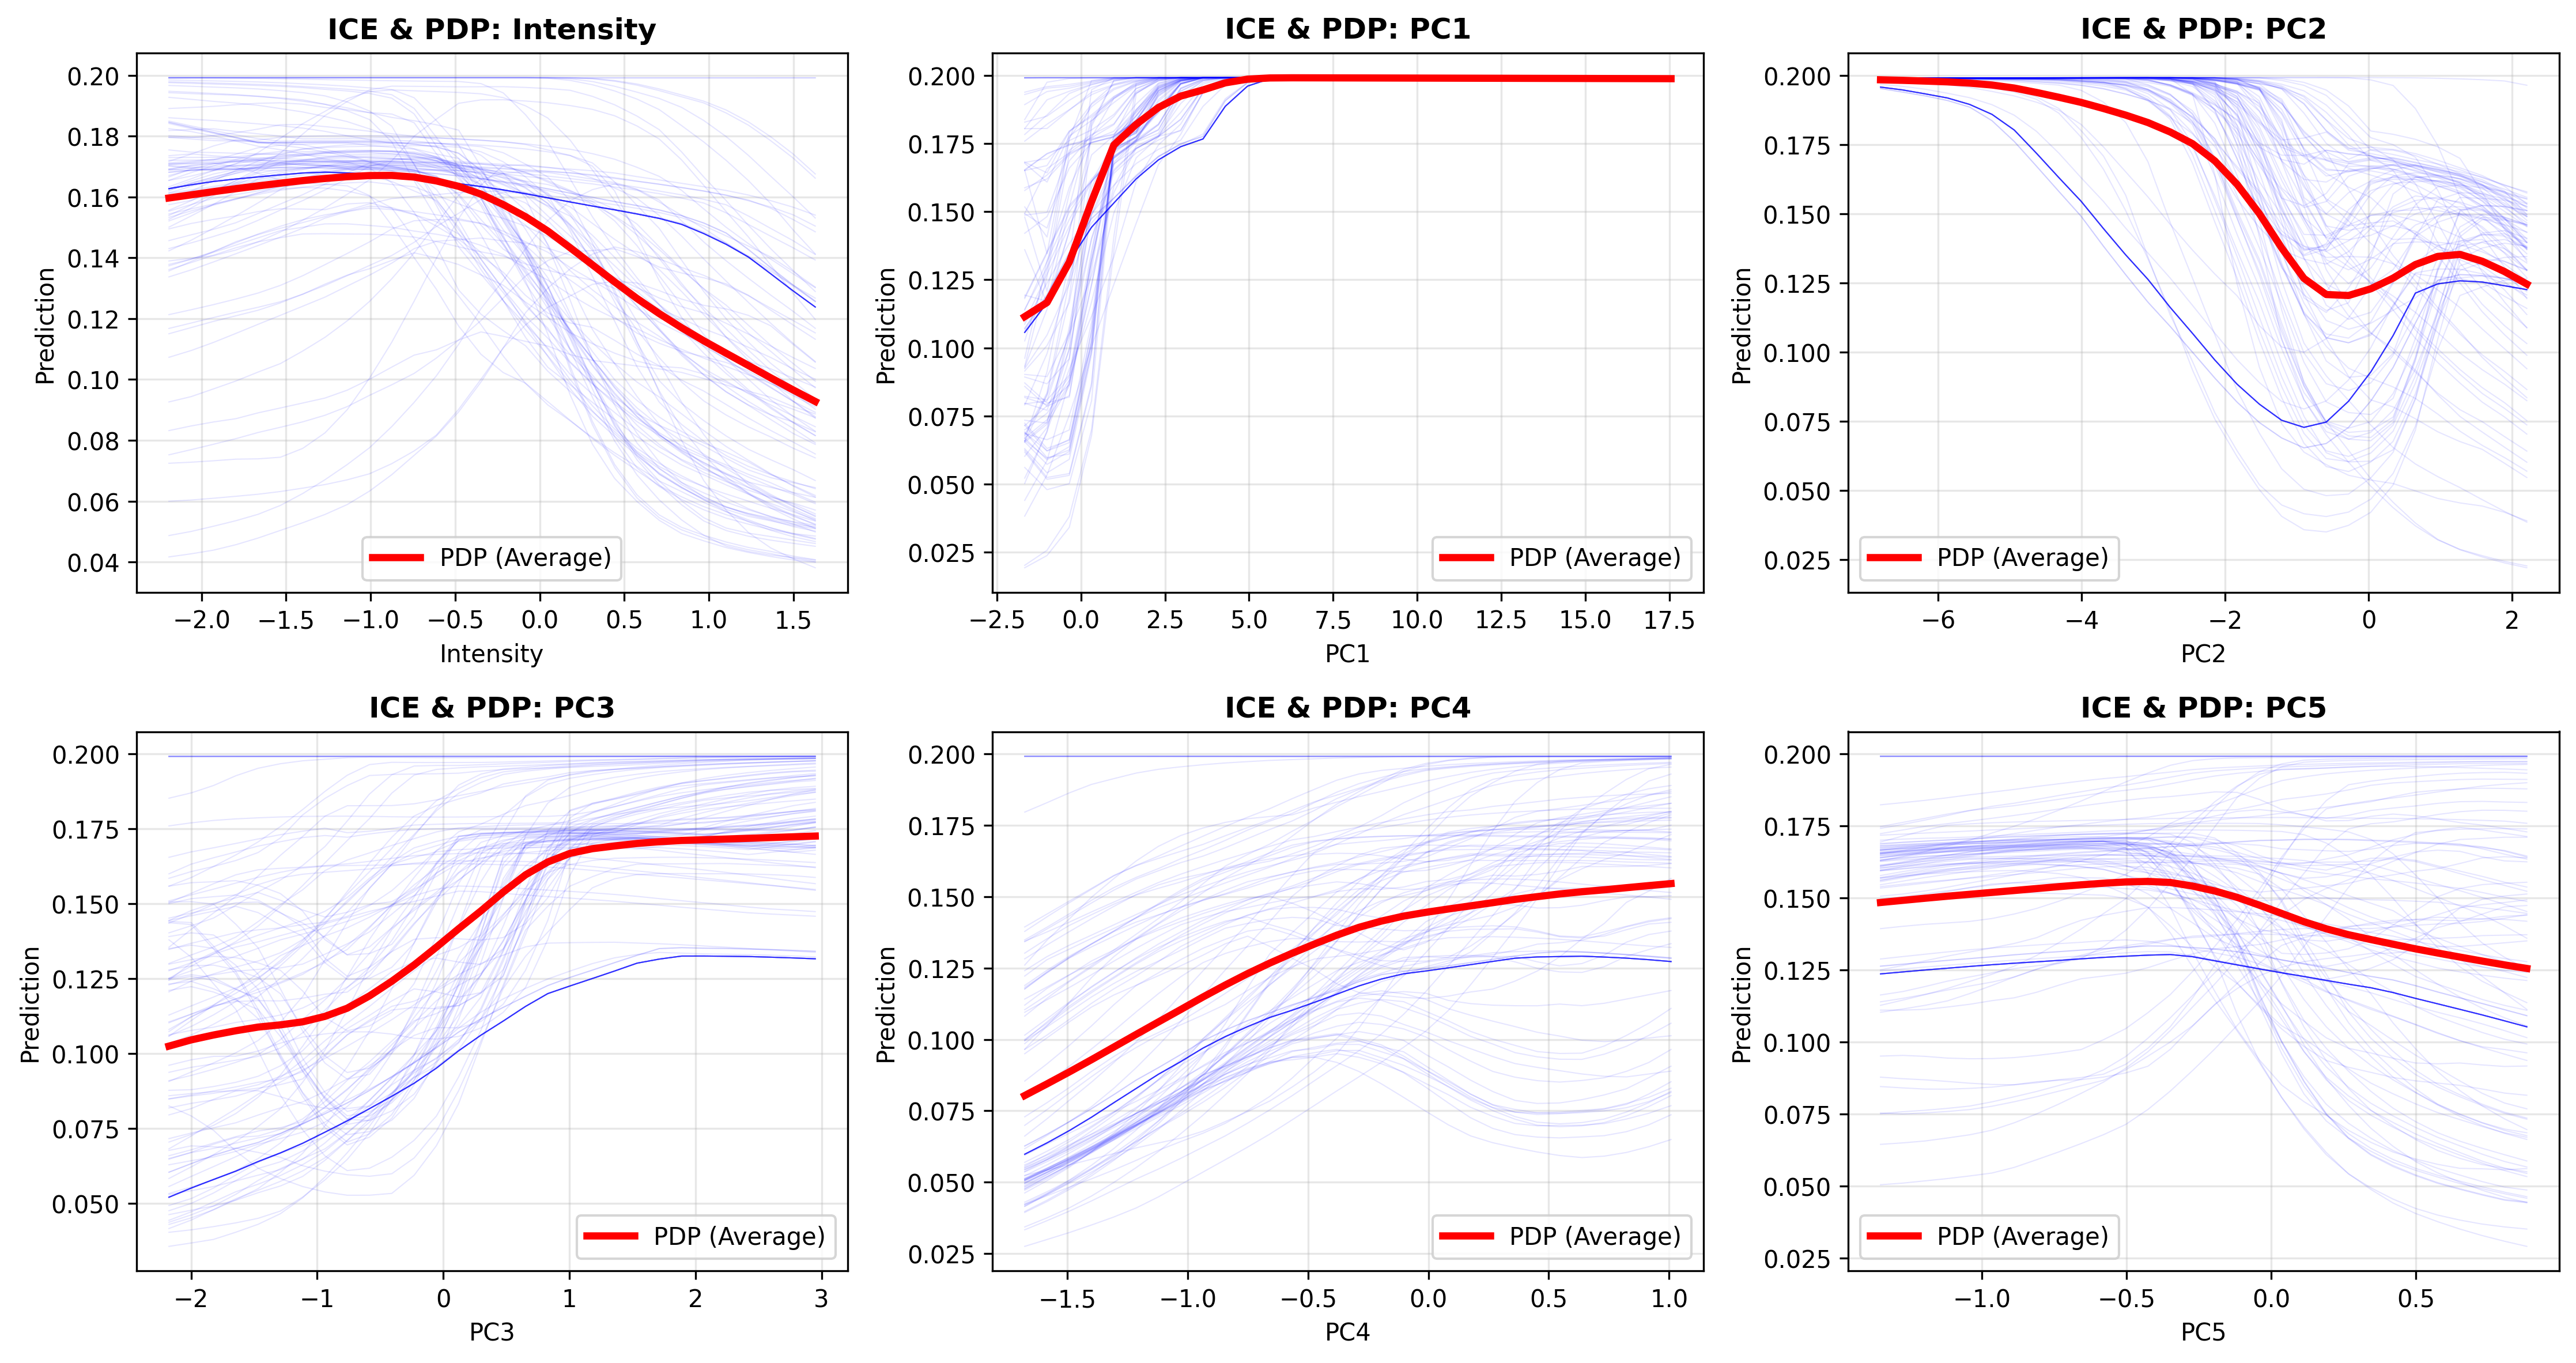 ICE & PDP: Intensity
0.20
0.18
0.16
0.14
0.12
0.10
0.08
0.06
0.04
Prediction
PDP (Average)
−2.0 −1.5 −1.0 −0.5 0.0 0.5 1.0 1.5
Intensity
ICE & PDP: PC1
0.200
0.175
0.150
0.125
0.100
0.075
0.050
0.025
Prediction
PDP (Average)
−2.5 0.0 2.5 5.0 7.5 10.0 12.5 15.0 17.5
PC1
ICE & PDP: PC2
0.200
0.175
0.150
0.125
0.100
0.075
0.050
0.025
Prediction
PDP (Average)
−6 −4 −2 0 2
PC2
ICE & PDP: PC3
0.200
0.175
0.150
0.125
0.100
0.075
0.050
Prediction
PDP (Average)
−2 −1 0 1 2 3
PC3
ICE & PDP: PC4
0.200
0.175
0.150
0.125
0.100
0.075
0.050
0.025
Prediction
PDP (Average)
−1.5 −1.0 −0.5 0.0 0.5 1.0
PC4
ICE & PDP: PC5
0.200
0.175
0.150
0.125
0.100
0.075
0.050
0.025
Prediction
PDP (Average)
−1.0 −0.5 0.0 0.5
PC5